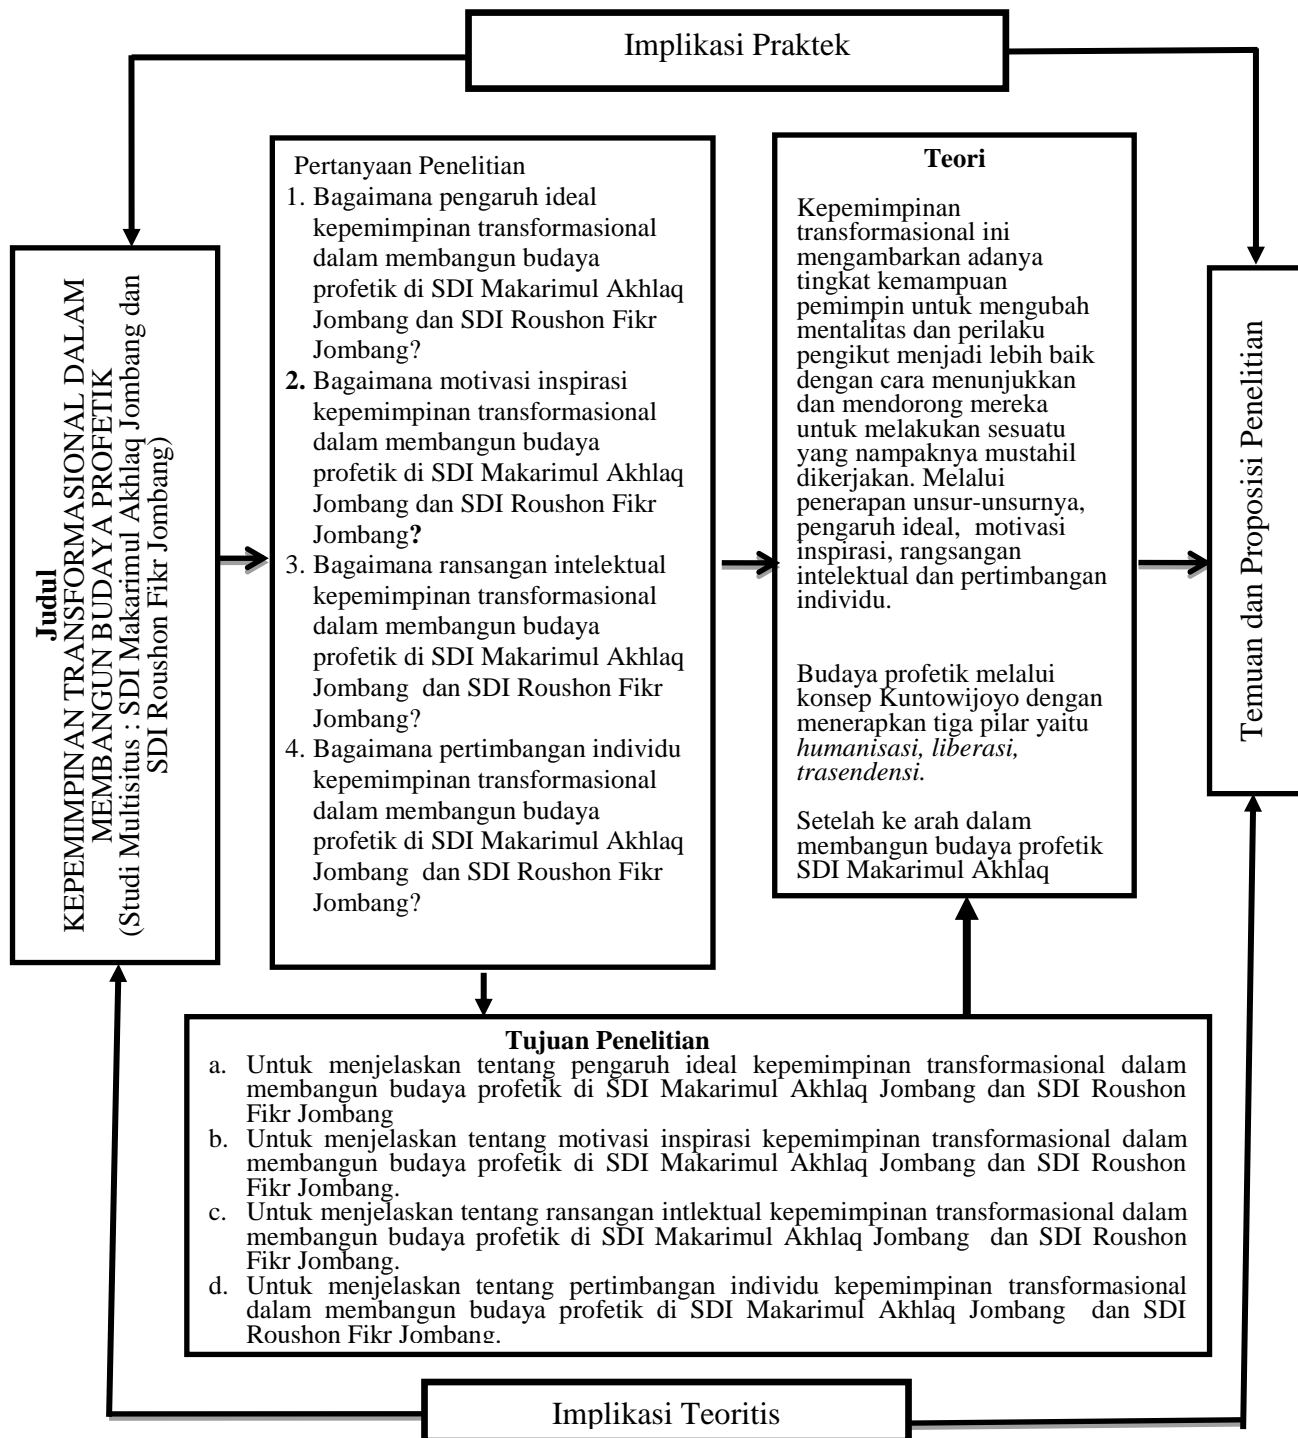 Implikasi Praktek
Judul
KEPEMIMPINAN TRANSFORMASIONAL DALAM
MEMBANGUN BUDAYA PROFETIK
(Studi Multisitus : SDI Makarimul Akhlaq Jombang dan
SDI Roushon Fikr Jombang)
Pertanyaan Penelitian
1. Bagaimana pengaruh ideal
kepemimpinan transformasional
dalam membangun budaya
profetik di SDI Makarimul Akhlaq
Jombang dan SDI Roushon Fikr
Jombang?
2. Bagaimana motivasi inspirasi
kepemimpinan transformasional
dalam membangun budaya
profetik di SDI Makarimul Akhlaq
Jombang dan SDI Roushon Fikr
Jombang?
3. Bagaimana ransangan intelektual
kepemimpinan transformasional
dalam membangun budaya
profetik di SDI Makarimul Akhlaq
Jombang  dan SDI Roushon Fikr
Jombang?
4. Bagaimana pertimbangan individu
kepemimpinan transformasional
dalam membangun budaya
profetik di SDI Makarimul Akhlaq
Jombang  dan SDI Roushon Fikr
Jombang?
Teori
Kepemimpinan
transformasional ini
mengambarkan adanya
tingkat kemampuan
pemimpin untuk mengubah
mentalitas dan perilaku
pengikut menjadi lebih baik
dengan cara menunjukkan
dan mendorong mereka
untuk melakukan sesuatu
yang nampaknya mustahil
dikerjakan. Melalui
penerapan unsur-unsurnya,
pengaruh ideal,  motivasi
inspirasi, rangsangan
intelektual dan pertimbangan
individu.
Budaya profetik melalui
konsep Kuntowijoyo dengan
menerapkan tiga pilar yaitu
humanisasi, liberasi,
trasendensi.
Setelah ke arah dalam
membangun budaya profetik
SDI Makarimul Akhlaq
Temuan dan Proposisi Penelitian
Tujuan Penelitian
a. Untuk menjelaskan tentang pengaruh ideal kepemimpinan transformasional dalam
membangun budaya profetik di SDI Makarimul Akhlaq Jombang dan SDI Roushon
Fikr Jombang
b. Untuk menjelaskan tentang motivasi inspirasi kepemimpinan transformasional dalam
membangun budaya profetik di SDI Makarimul Akhlaq Jombang dan SDI Roushon
Fikr Jombang.
c. Untuk menjelaskan tentang ransangan intlektual kepemimpinan transformasional dalam
membangun budaya profetik di SDI Makarimul Akhlaq Jombang  dan SDI Roushon
Fikr Jombang.
d. Untuk menjelaskan tentang pertimbangan individu kepemimpinan transformasional
dalam membangun budaya profetik di SDI Makarimul Akhlaq Jombang  dan SDI
Roushon Fikr Jombang.
Implikasi Teoritis